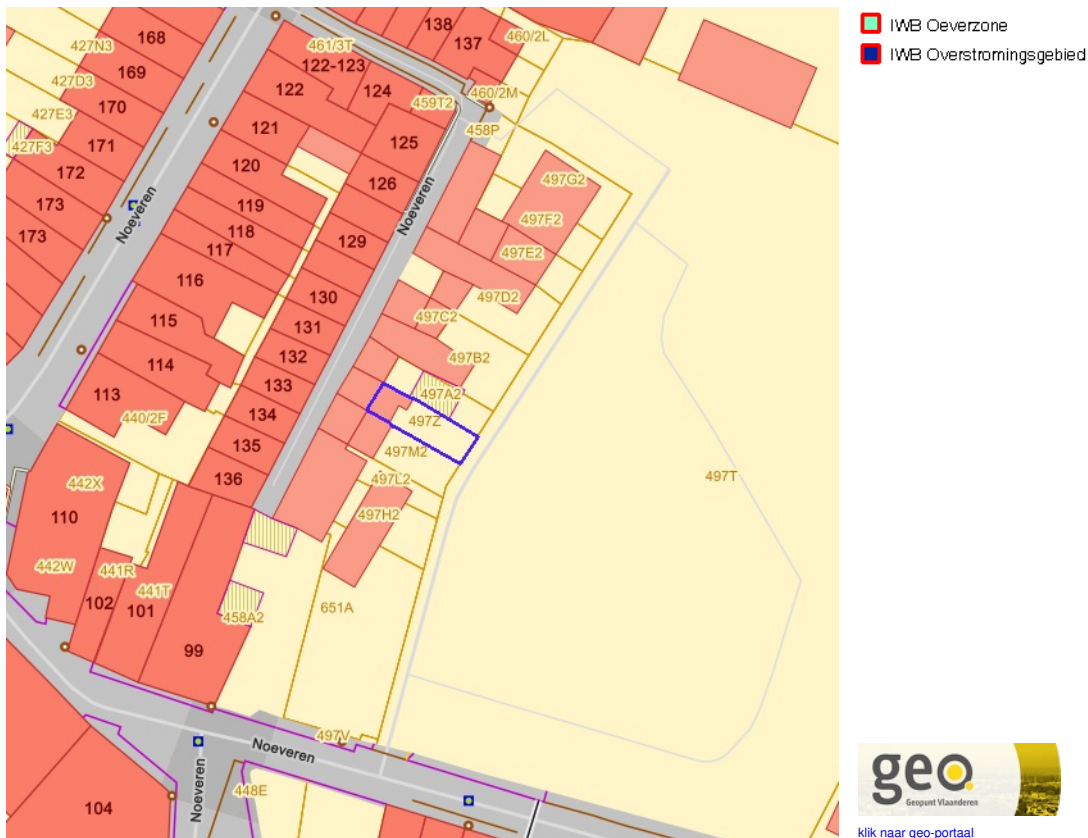 IWB Oeverzone
IWB Overstromingsgebied
138
137
460/2L
168
427N3
461/3T
122-123
169
427D3
122
124
460/2M
459T2
170
427E3
121
458P
125
171
427F3
172
120
126
497G2
173
119
497F2
173
118
129
Noeveren
Noeveren
117
497E2
116
130
497D2
115
131
497C2
114
132
497B2
113
133
497A2
440/2F
134
497Z
135
497M2
136
497L2
497T
442X
110
497H2
442W
441R
441T
102
101
458A2
651A
99
497V
Noeveren
Noeveren
448E
104
geo
Geopunt Vlaanderen
klik naar geo-portaal